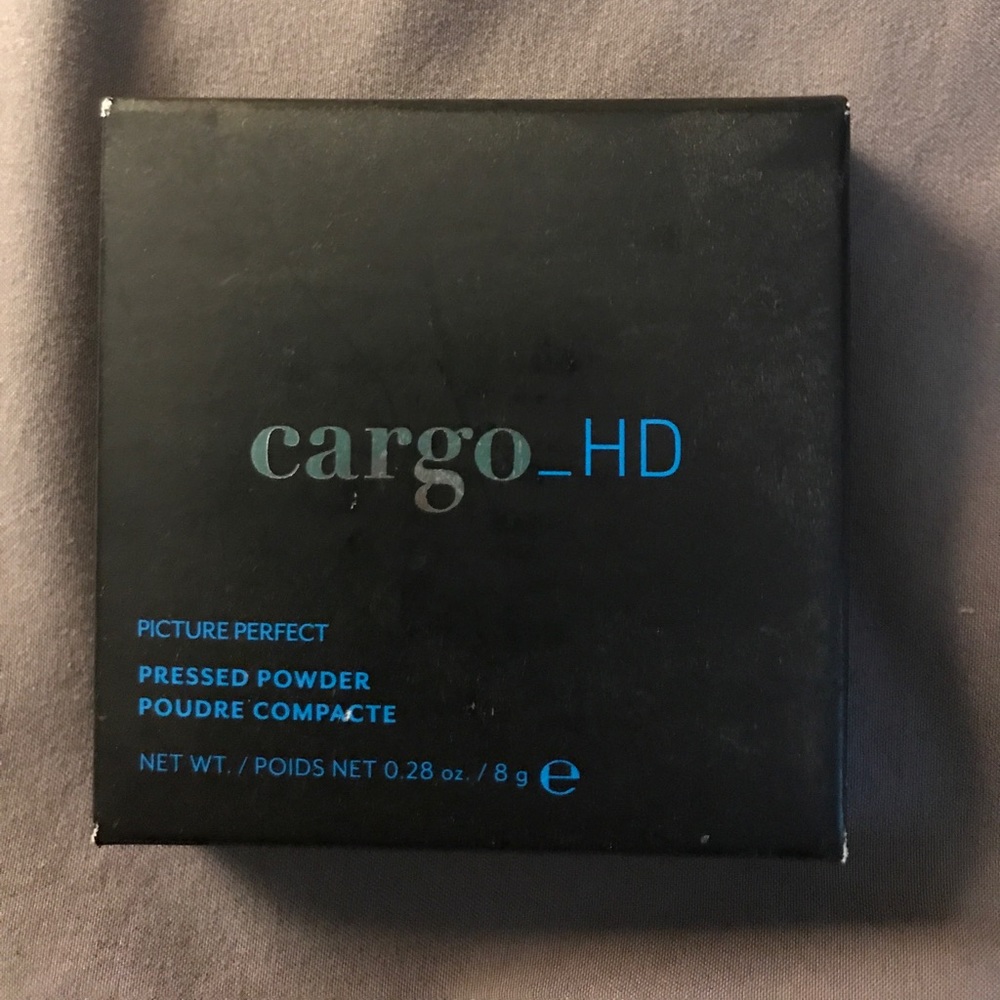 cargo_HD
PICTURE PERFECT
PRESSED POWDER
POUDRE COMPACTE
NET WT. / POIDS NET 0.28 oz. / 8 g e